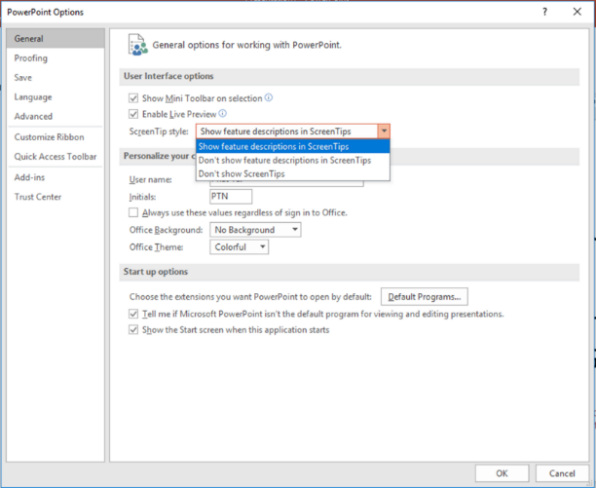 PowerPoint Options ? ×
General
Proofing
Save
Language
Advanced
Customize Ribbon
Quick Access Toolbar
Add-ins
Trust Center
General options for working with PowerPoint.
User Interface options
Show Mini Toolbar on selection
Enable Live Preview
ScreenTip style: Show feature descriptions in ScreenTips
Show feature descriptions in ScreenTips
Don't show feature descriptions in ScreenTips
Don't show ScreenTips
Personalize your c
User name:
Initials: PTN
Always use these values regardless of sign in to Office.
Office Background: No Background
Office Theme: Colorful
Start up options
Choose the extensions you want PowerPoint to open by default: Default Programs...
Tell me if Microsoft PowerPoint isn't the default program for viewing and editing presentations.
Show the Start screen when this application starts
OK Cancel